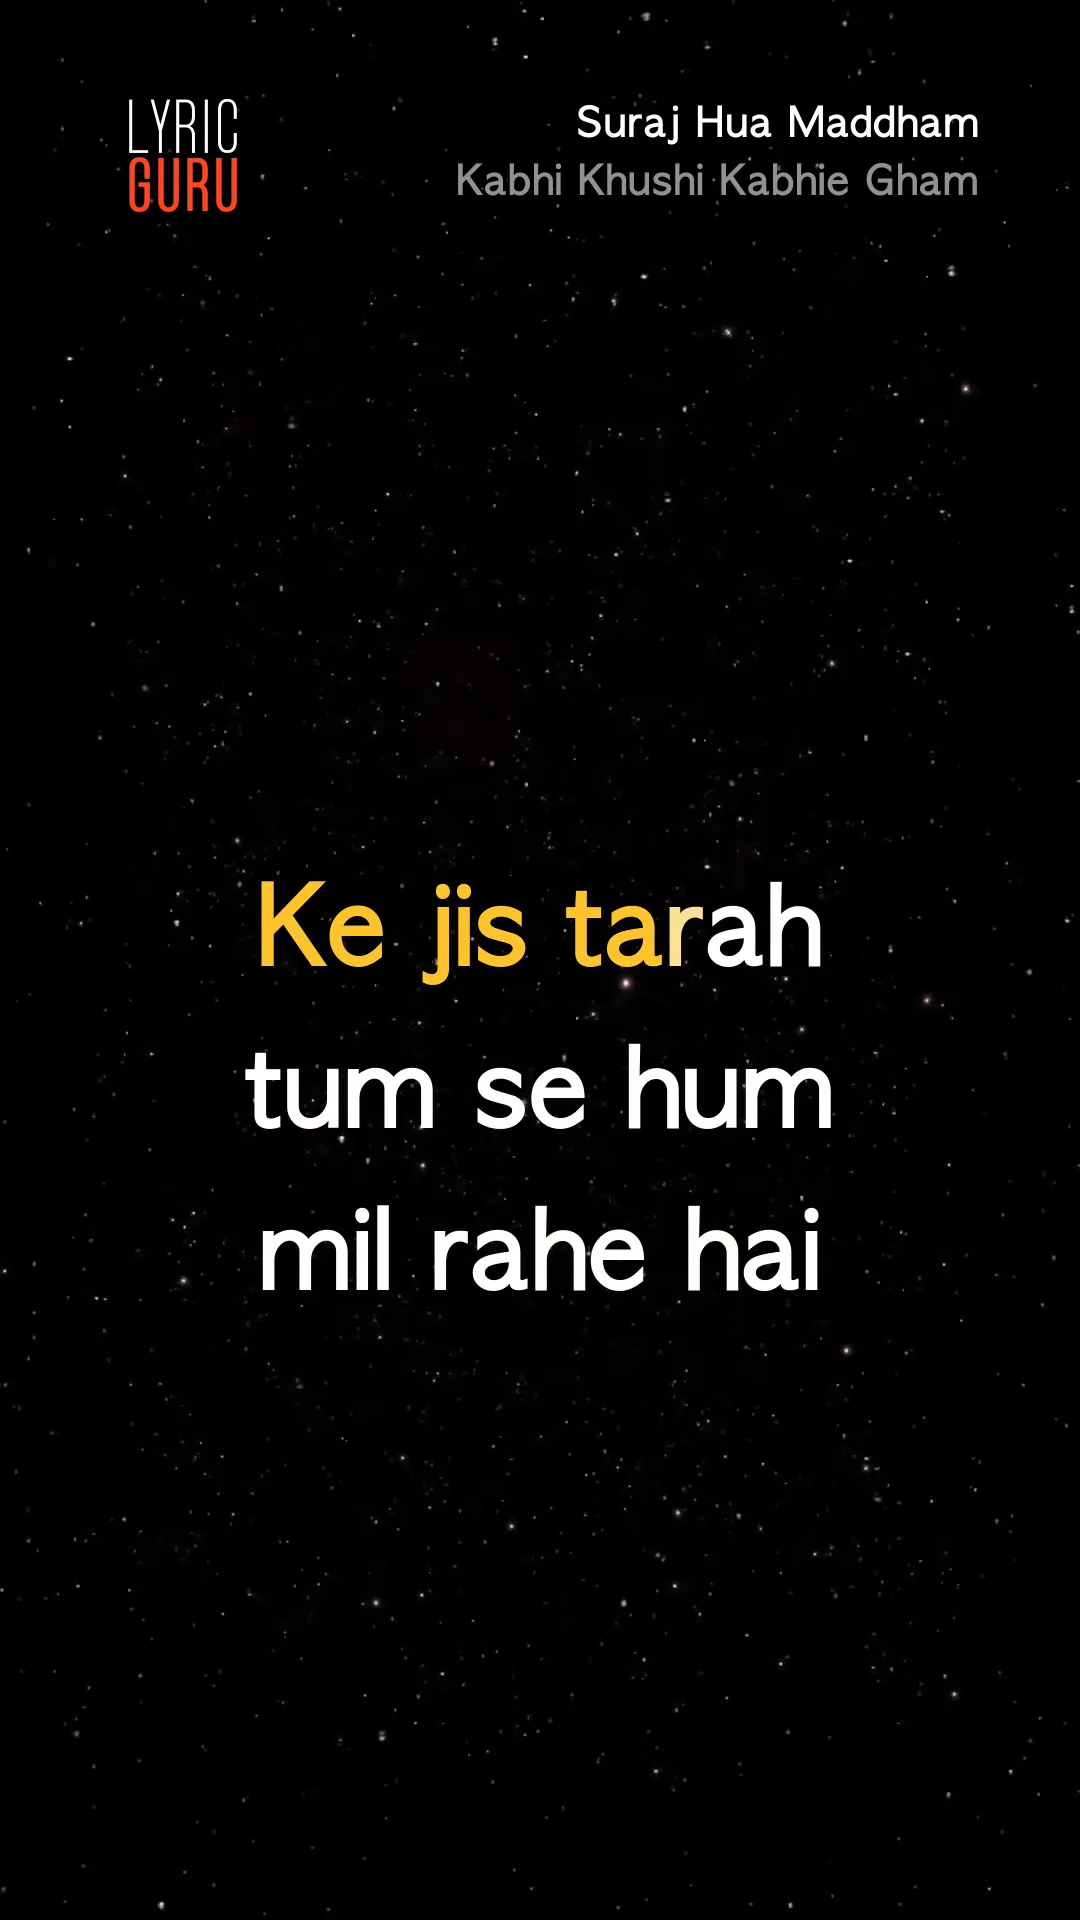 LYRIC
GURU
Suraj Hua Maddham
Kabhi Khushi Kabhie Gham
Ke jis tarah
tum se hum
mil rahe hai